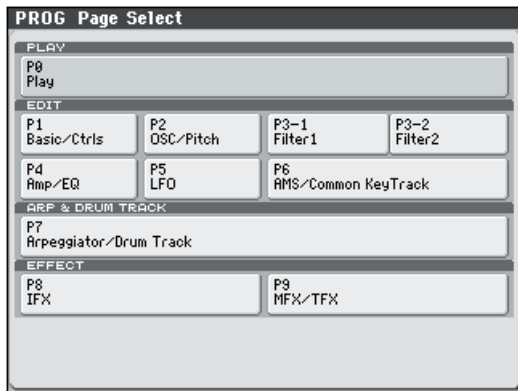 PROG Page Select
PLAY
P0
Play
EDIT
P1
Basic/Ctrls
P2
OSC/Pitch
P3-1
Filter1
P3-2
Filter2
P4
Amp/EQ
P5
LFO
P6
AMS/Common KeyTrack
ARP & DRUM TRACK
P7
Arpeggiator/Drum Track
EFFECT
P8
IFX
P9
MFX/TFX